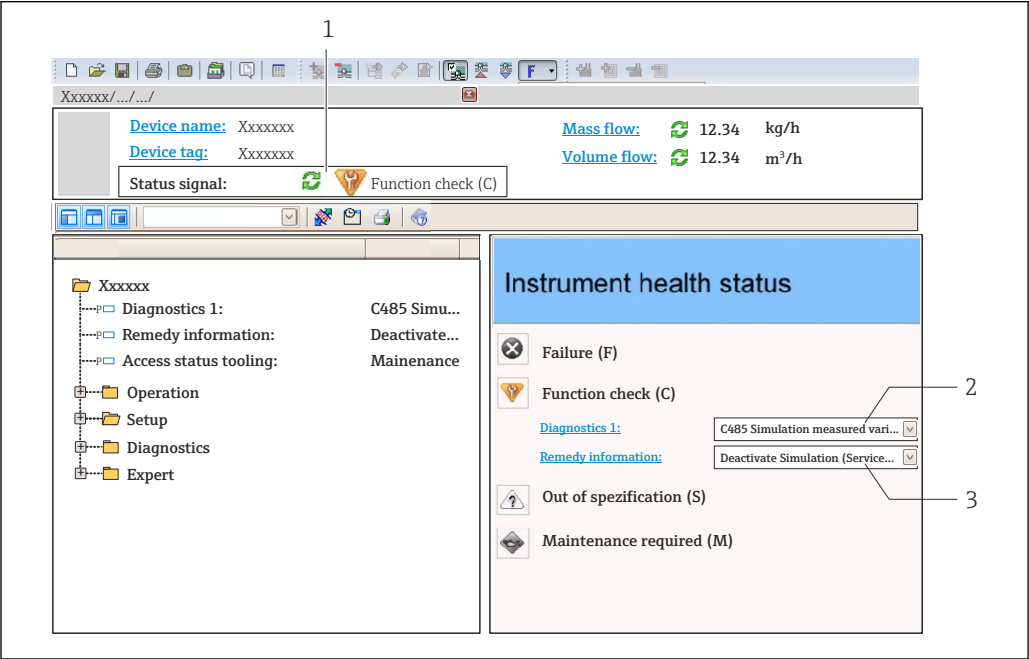 1
F
Xxxxxx/.../.../
Device name: Xxxxxxx
Mass flow: 12.34 kg/h
Device tag: Xxxxxxx
Volume flow: 12.34 m³/h
Status signal: Function check (C)
Xxxxxx
Diagnostics 1: C485 Simu...
Remedy information: Deactivate...
Access status tooling: Mainenance
Operation
Setup
Diagnostics
Expert
Instrument health status
Failure (F)
Function check (C)
Diagnostics 1: C485 Simulation measured vari...
2
Remedy information: Deactivate Simulation (Service...
3
Out of spezification (S)
Maintenance required (M)